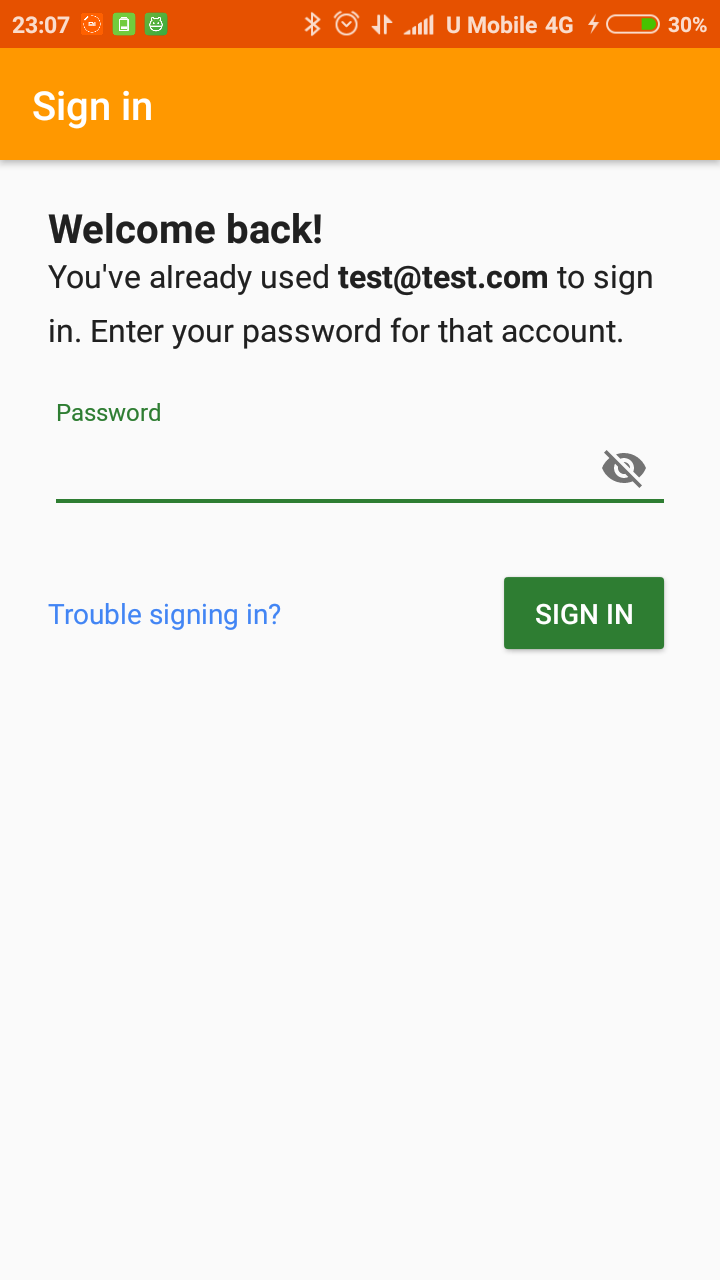 23:07 U Mobile 4G 30%
Sign in
Welcome back!
You've already used test@test.com to sign
in. Enter your password for that account.
Password
Trouble signing in? SIGN IN